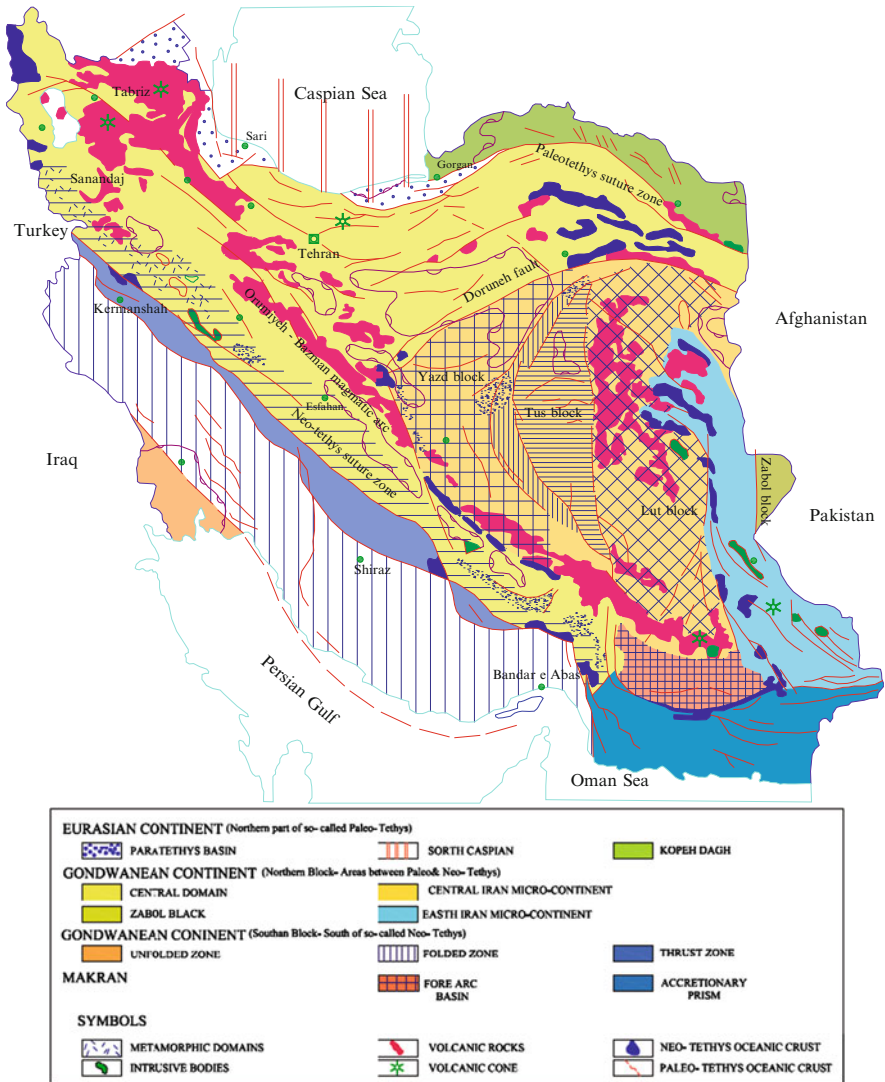 Caspian Sea
Tabriz
Sari
Gorgan
Paleotethys suture zone
Sanandaj
Turkey
Tehran
Doruneh fault
Kermanshah
Orumiyeh - Bazman magmatic arc
Afghanistan
Yazd block
Esfahan
Tus block
Neo-tethys suture zone
Iraq
Zabol block
Lut block
Pakistan
Shiraz
Persian Gulf
Bandar e Abas
Oman Sea
EURASIAN CONTINENT (Northern part of so- called Paleo- Tethys)
PARATETHYS BASIN
SORTH CASPIAN
KOPEH DAGH
GONDWANEAN CONTINENT (Northern Block- Areas between Paleo& Neo- Tethys)
CENTRAL DOMAIN
CENTRAL IRAN MICRO-CONTINENT
ZABOL BLACK
EASTH IRAN MICRO-CONTINENT
GONDWANEAN CONINENT (Southan Block- South of so-called Neo- Tethys)
UNFOLDED ZONE
FOLDED ZONE
THRUST ZONE
MAKRAN
FORE ARC
BASIN
ACCRETIONARY
PRISM
SYMBOLS
METAMORPHIC DOMAINS
VOLCANIC ROCKS
NEO- TETHYS OCEANIC CRUST
INTRUSIVE BODIES
VOLCANIC CONE
PALEO- TETHYS OCEANIC CRUST